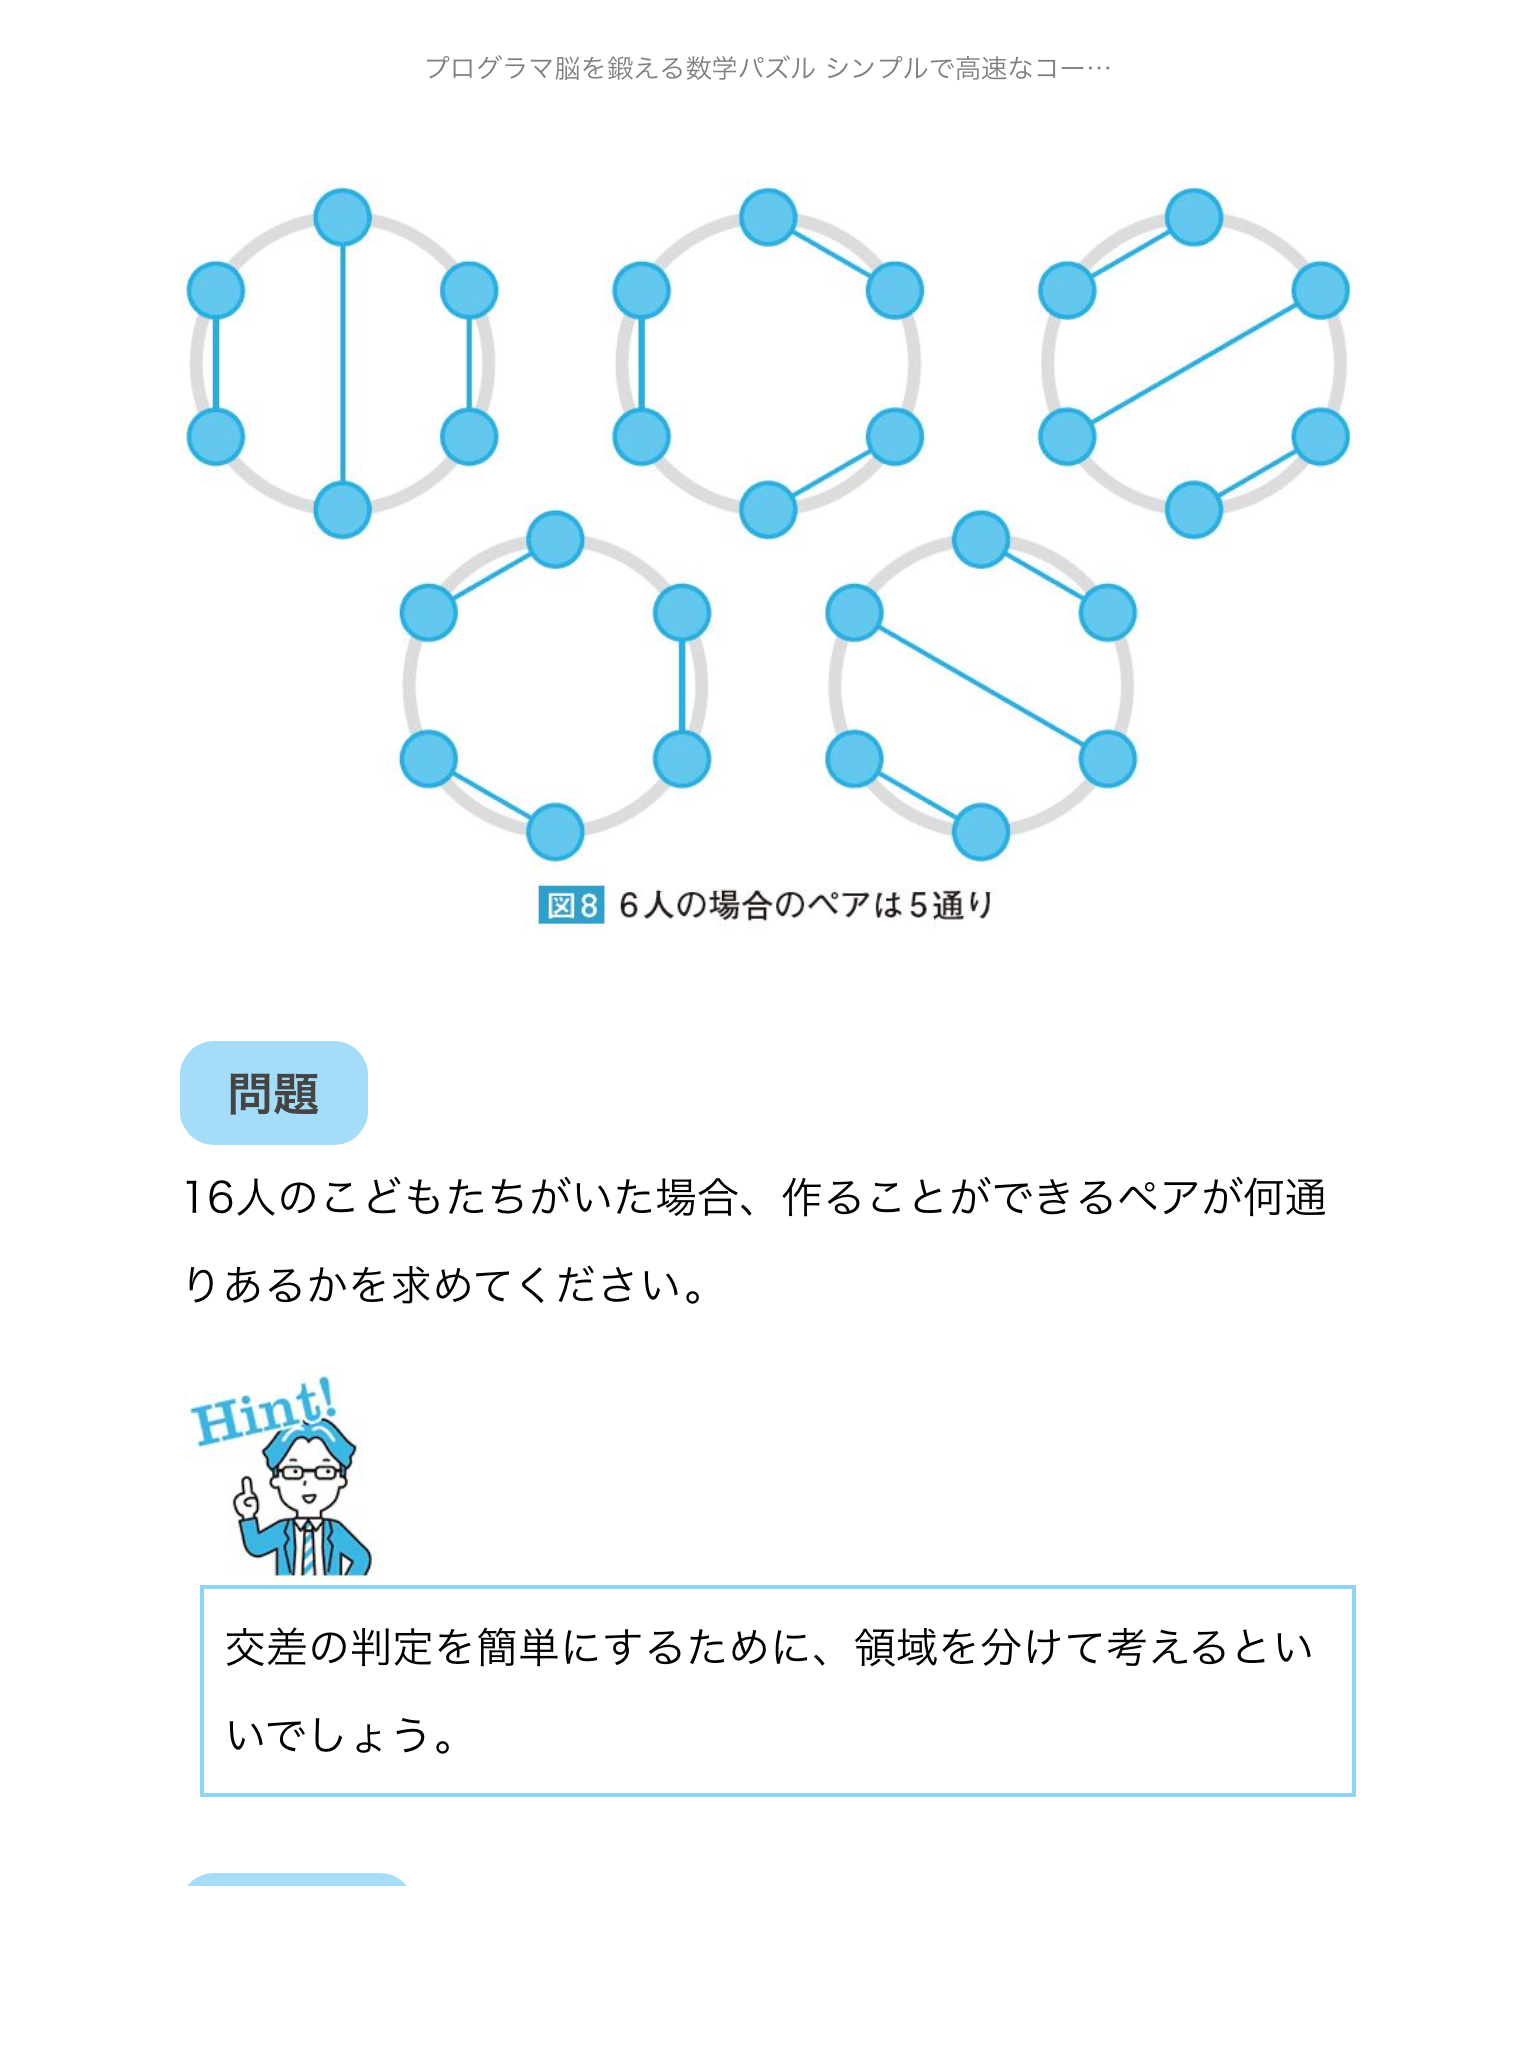 プログラマ脳を鍛える数学パズル シンプルで高速なコー…
図8 6人の場合のペアは5通り
問題
16人のこどもたちがいた場合、作ることができるペアが何通
りあるかを求めてください。
Hint!
交差の判定を簡単にするために、領域を分けて考えるとい
いでしょう。